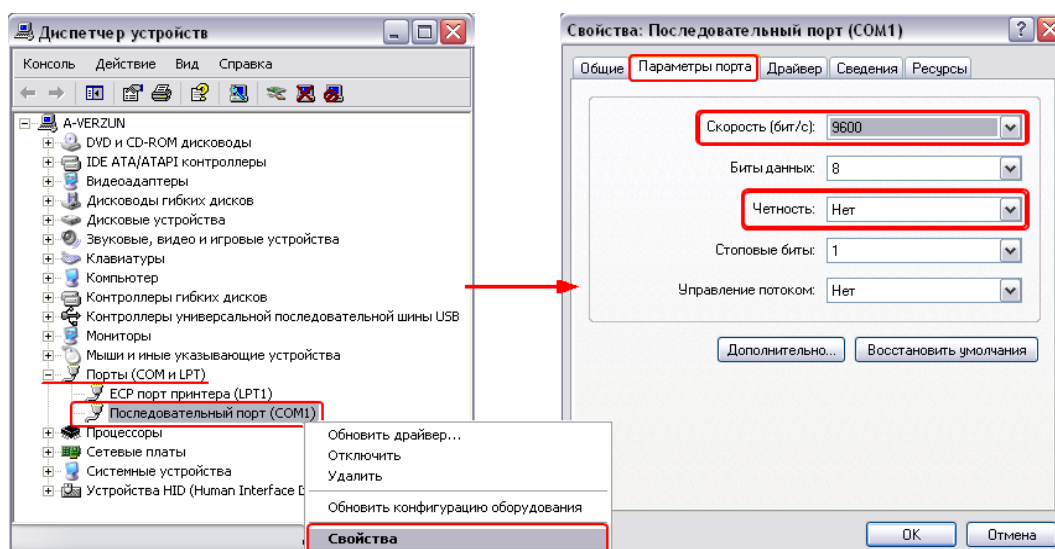 Диспетчер устройств
Консоль Действие Вид Справка
A-VERZUN
DVD и CD-ROM дисководы
IDE ATA/ATAPI контроллеры
Видеоадаптеры
Дисководы гибких дисков
Дисковые устройства
Звуковые, видео и игровые устройства
Клавиатуры
Компьютер
Контроллеры гибких дисков
Контроллеры универсальной последовательной шины USB
Мониторы
Мыши и иные указывающие устройства
Порты (COM и LPT)
ECP порт принтера (LPT1)
Последовательный порт (COM1)
Процессоры
Сетевые платы
Системные устройства
Устройства HID (Human Interface
Обновить драйвер...
Отключить
Удалить
Обновить конфигурацию оборудования
Свойства
Свойства: Последовательный порт (COM1)
Общие Параметры порта Драйвер Сведения Ресурсы
Скорость (бит/с): 9600
Биты данных: 8
Четность: Нет
Стоповые биты: 1
Управление потоком: Нет
Дополнительно... Восстановить умолчания
OK Отмена